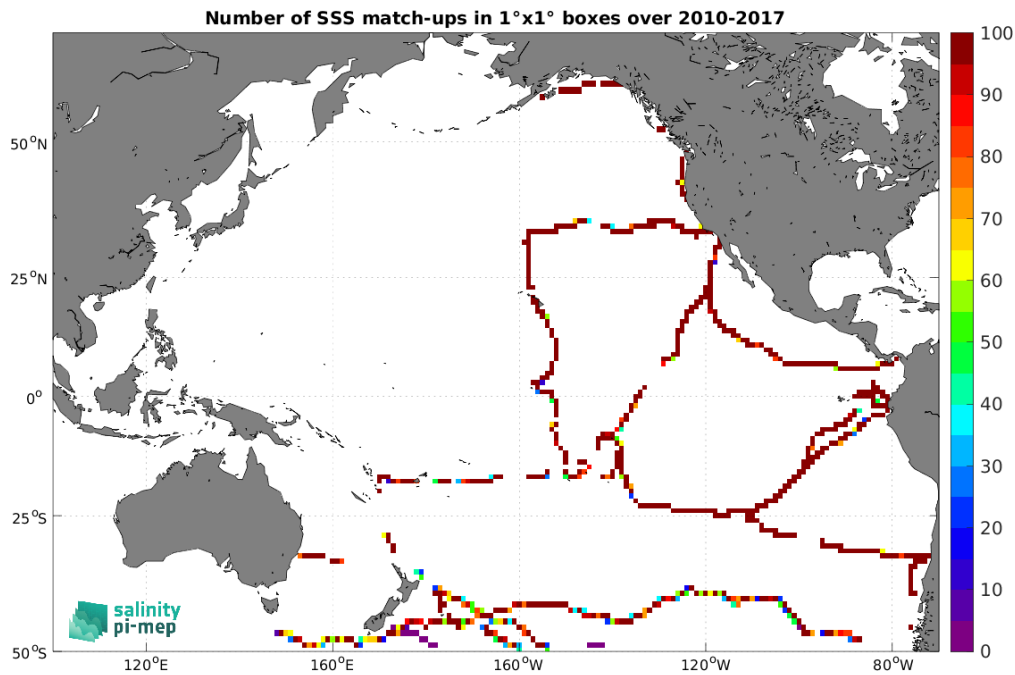 Number of SSS match-ups in 1°x1° boxes over 2010-2017
100
90
80
70
60
50
40
30
20
10
0
50°N
25°N
0°
25°S
50°S
120°E
160°E
160°W
120°W
80°W
salinity
pi-mep